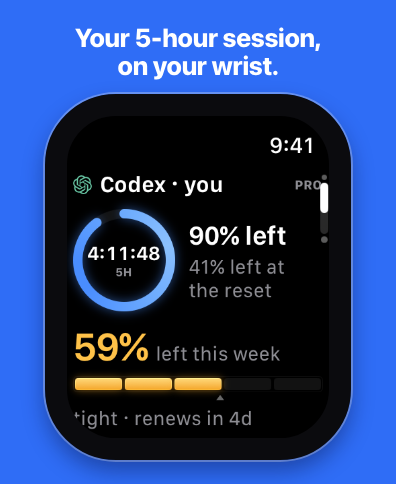 Your 5-hour session,
on your wrist.
9:41
Codex · you PRO
4:11:48
5H
90% left
41% left at
the reset
59% left this week
tight · renews in 4d